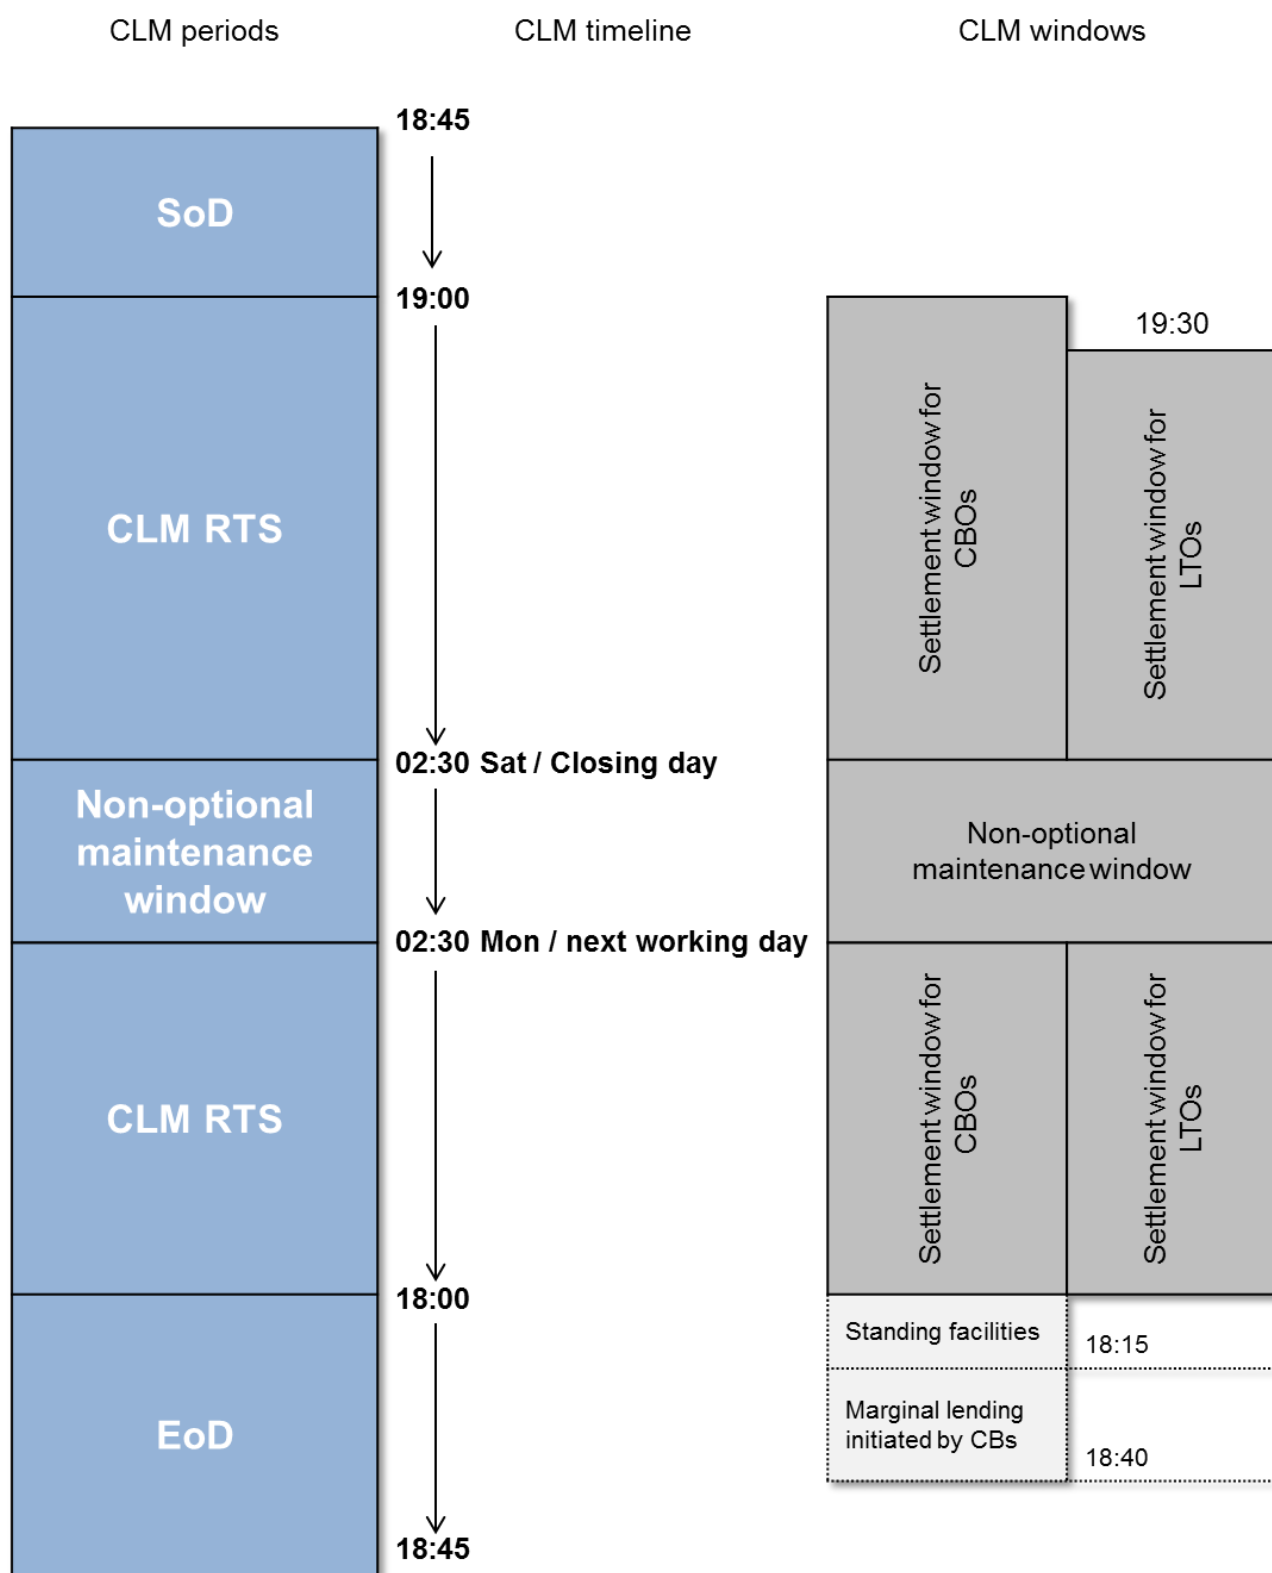 CLM periods
CLM timeline
CLM windows
18:45
SoD
19:00
19:30
CLM RTS
Settlement window for
CBOs
Settlement window for
LTOs
02:30 Sat / Closing day
Non-optional
maintenance
window
Non-optional
maintenance window
02:30 Mon / next working day
CLM RTS
Settlement window for
CBOs
Settlement window for
LTOs
18:00
Standing facilities
18:15
Marginal lending
initiated by CBs
EoD
18:40
18:45